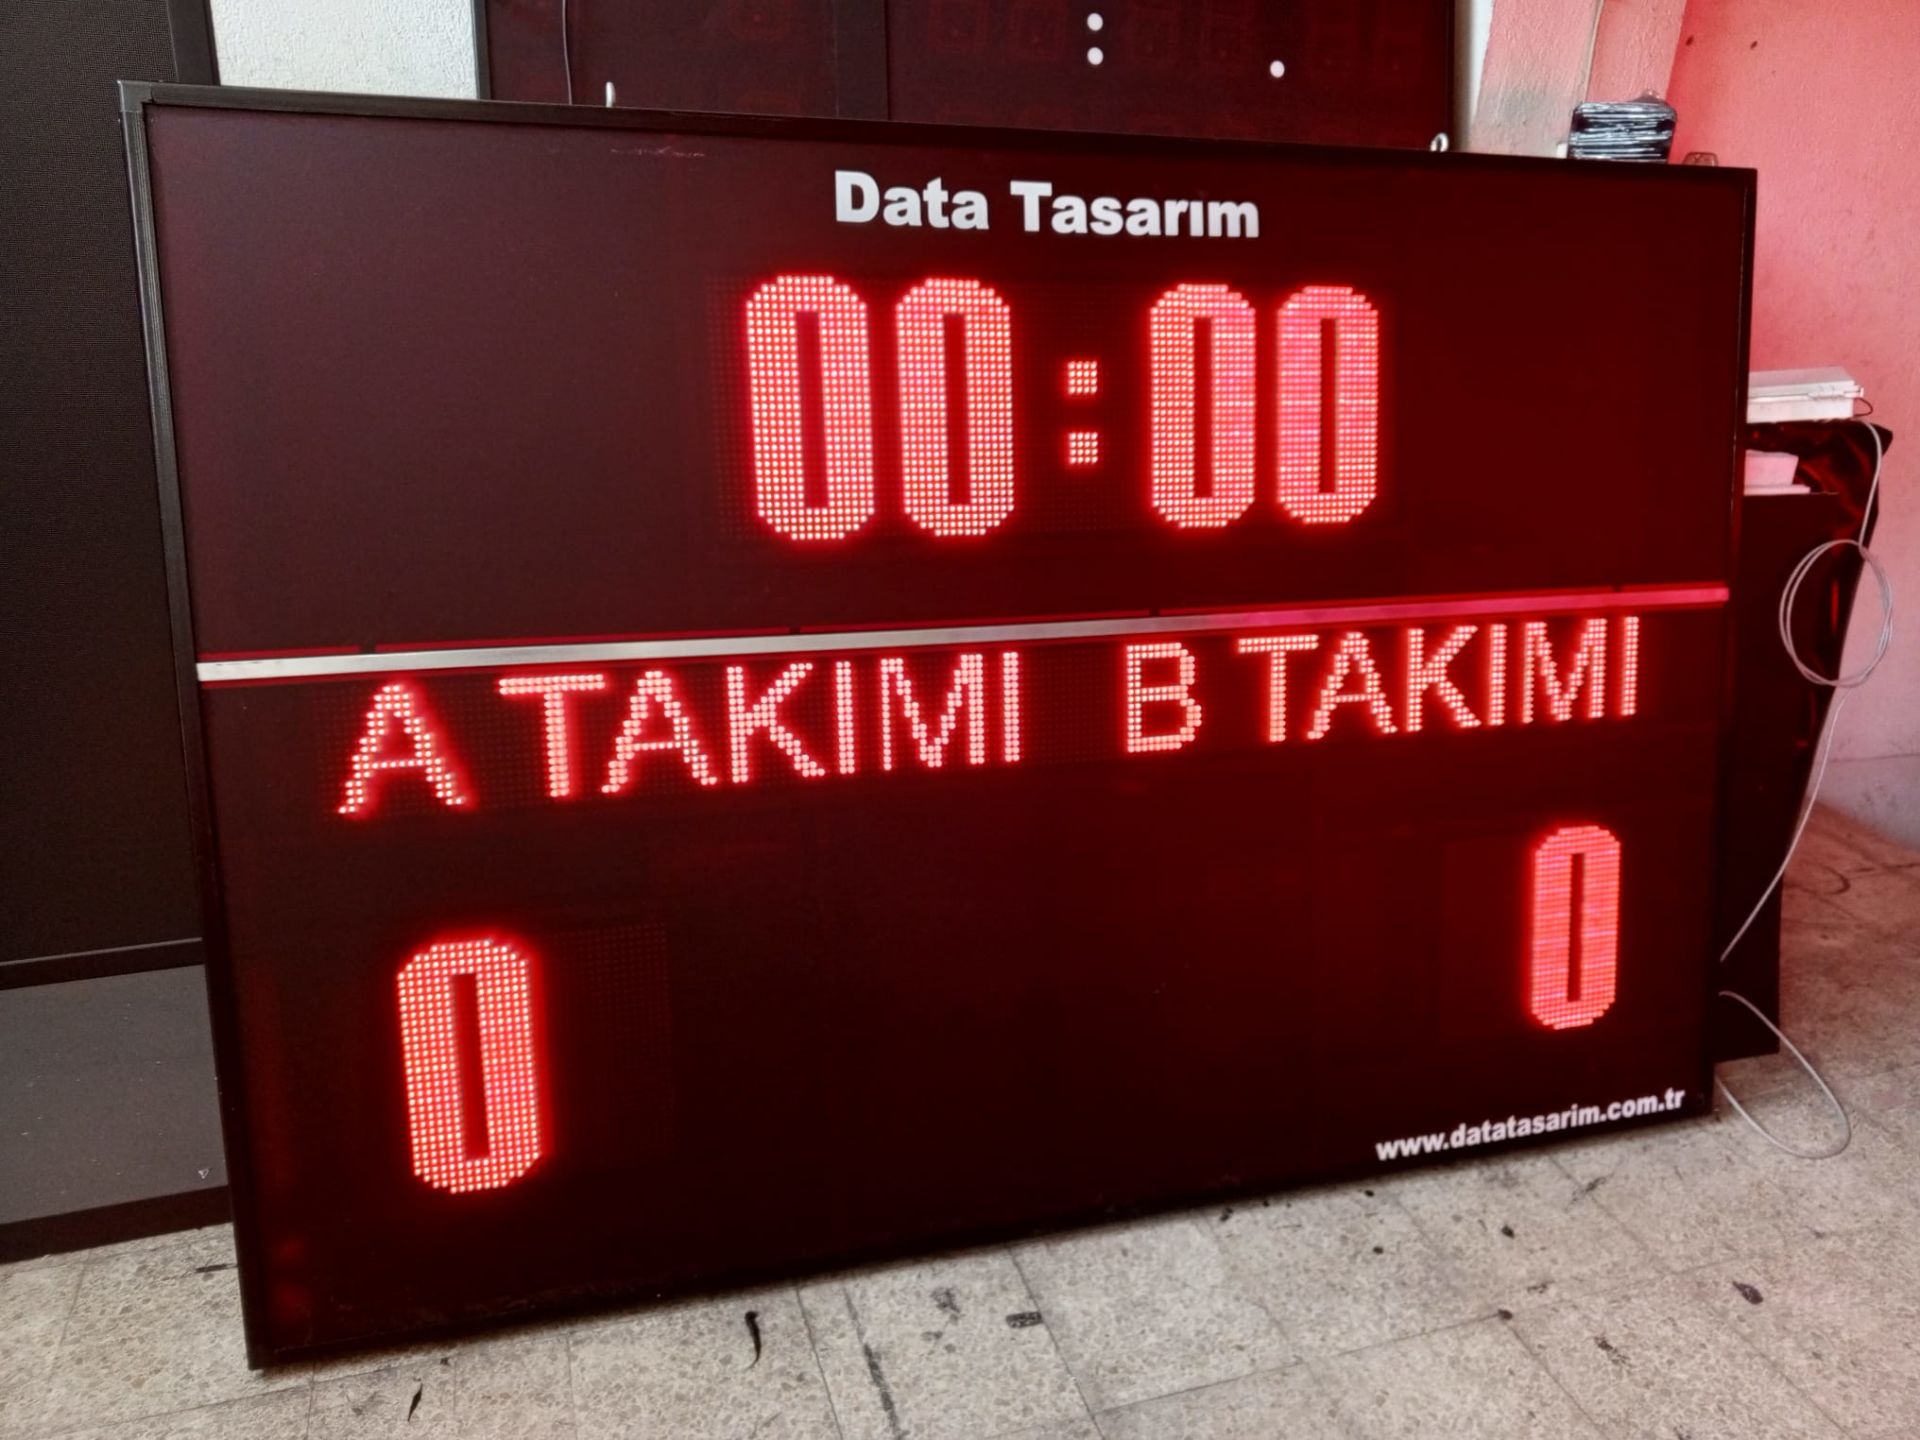 Data Tasarım
00:00
A TAKIMI B TAKIMI
0 0
www.datatasarim.com.tr